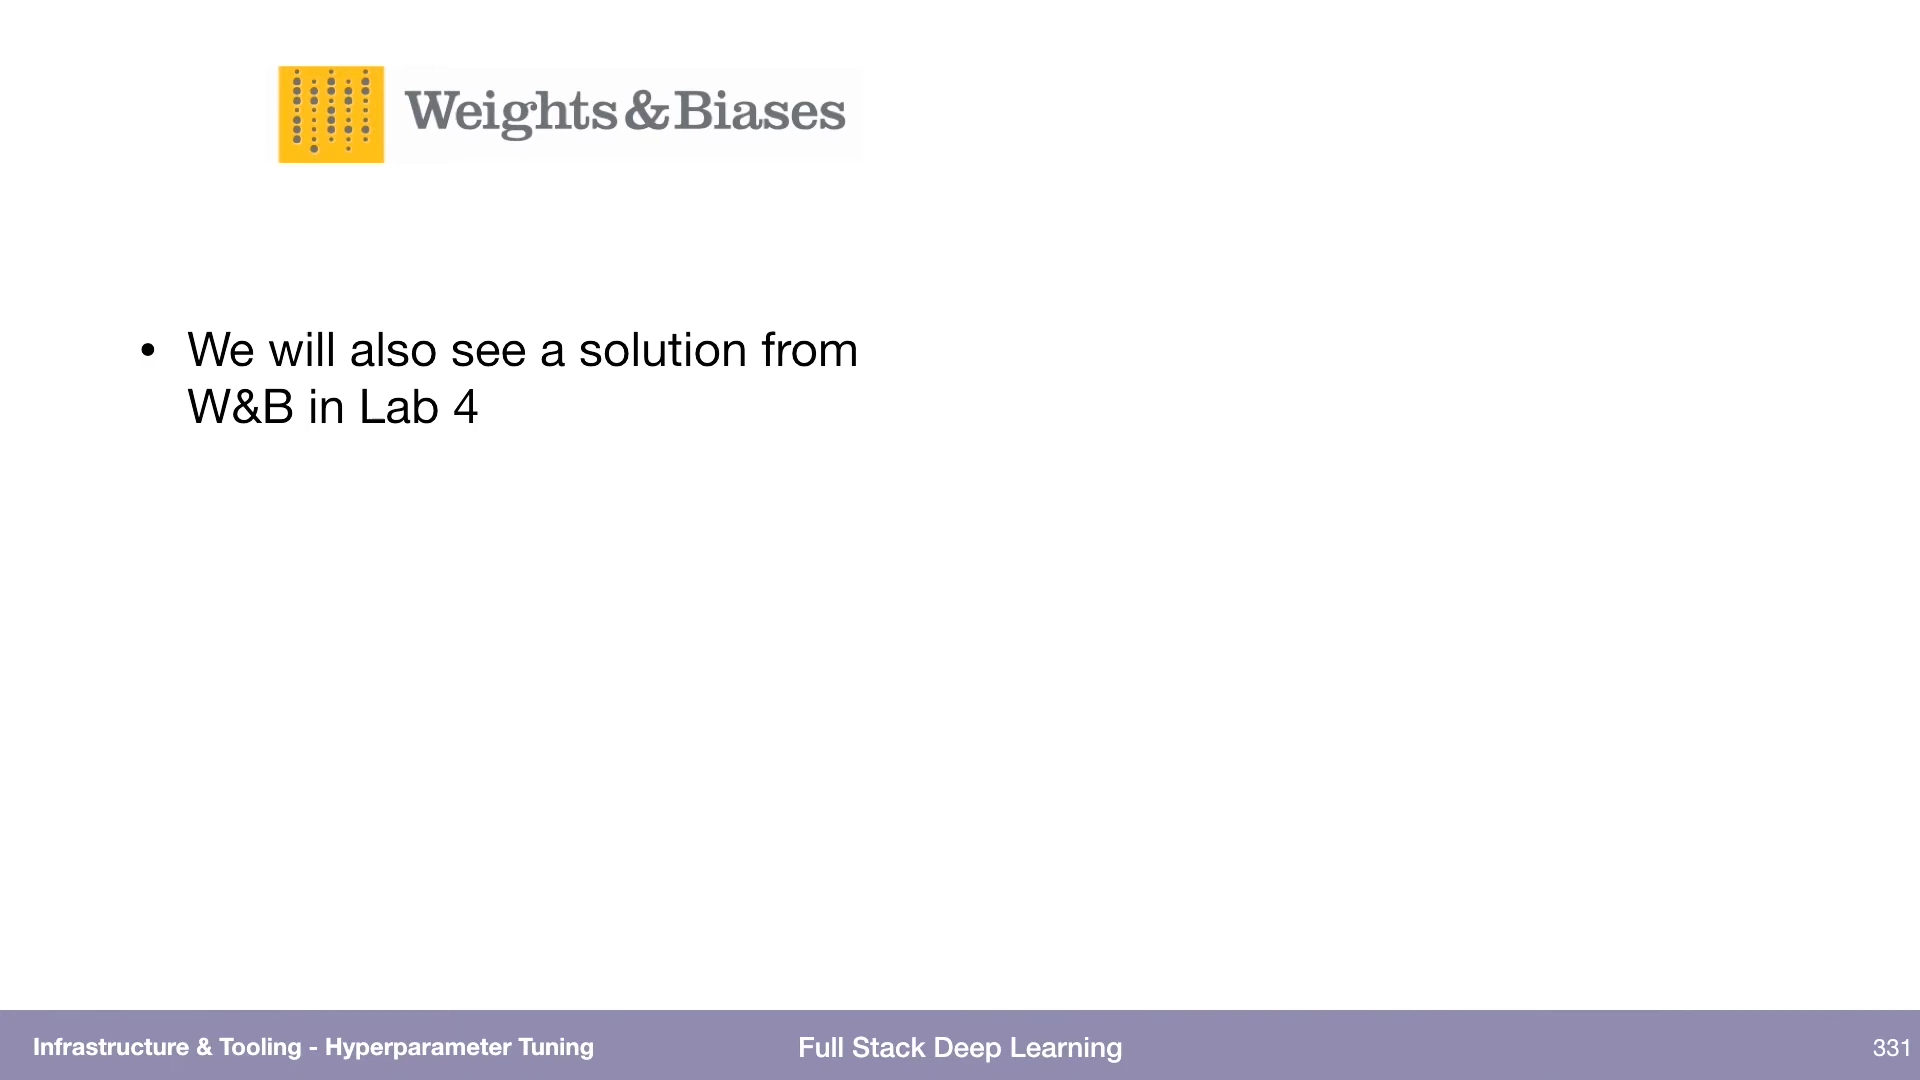 Weights & Biases
• We will also see a solution from
W&B in Lab 4
Infrastructure & Tooling - Hyperparameter Tuning
Full Stack Deep Learning
331